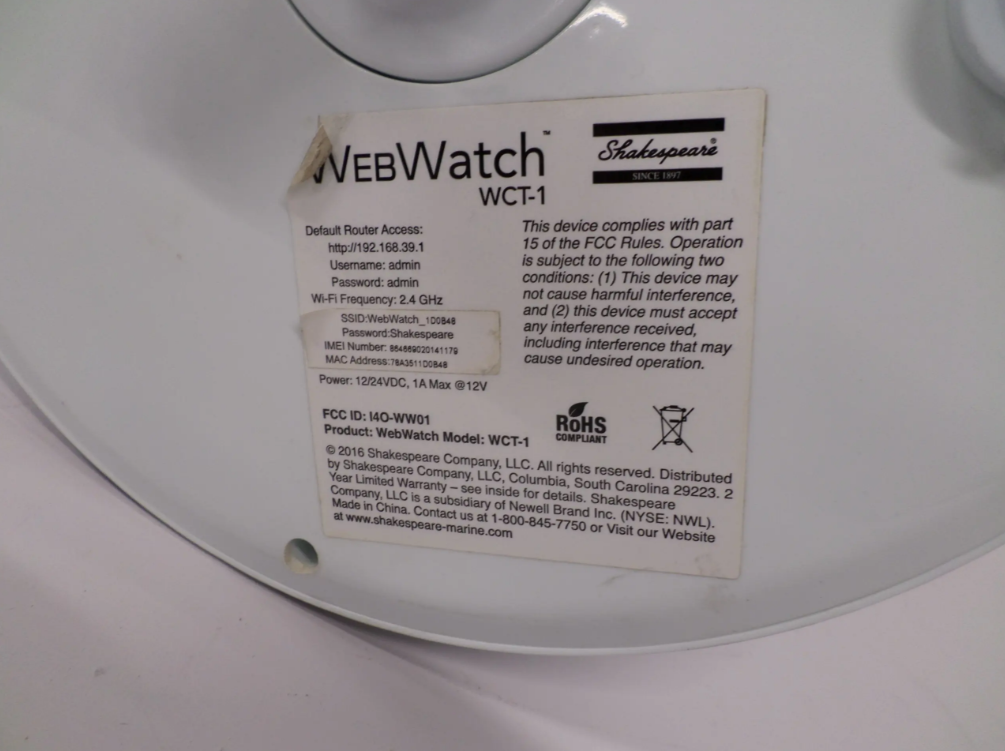 WEBWATCH™
WCT-1
Shakespeare®
SINCE 1897
Default Router Access:
http://192.168.39.1
Username: admin
Password: admin
Wi-Fi Frequency: 2.4 GHz
SSID:WebWatch_1D0B48
Password:Shakespeare
IMEI Number: 864669020141179
MAC Address:78A3511D0B48
Power: 12/24VDC, 1A Max @12V
This device complies with part
15 of the FCC Rules. Operation
is subject to the following two
conditions: (1) This device may
not cause harmful interference,
and (2) this device must accept
any interference received,
including interference that may
cause undesired operation.
FCC ID: I4O-WW01
Product: WebWatch Model: WCT-1
RoHS
COMPLIANT
© 2016 Shakespeare Company, LLC. All rights reserved. Distributed
by Shakespeare Company, LLC, Columbia, South Carolina 29223. 2
Year Limited Warranty – see inside for details. Shakespeare
Company, LLC is a subsidiary of Newell Brand Inc. (NYSE: NWL).
Made in China. Contact us at 1-800-845-7750 or Visit our Website
at www.shakespeare-marine.com